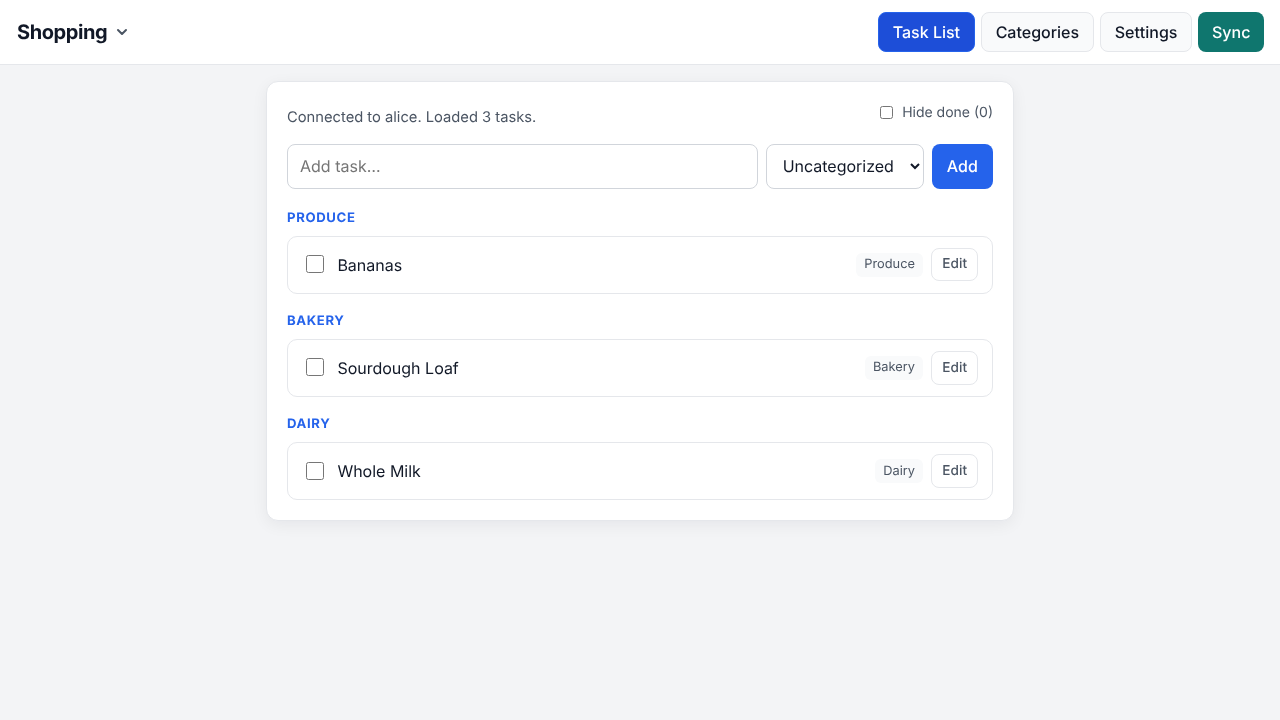 Shopping
Task List Categories Settings Sync
Connected to alice. Loaded 3 tasks.
Hide done (0)
Add task... Uncategorized Add
PRODUCE
Bananas Produce Edit
BAKERY
Sourdough Loaf Bakery Edit
DAIRY
Whole Milk Dairy Edit